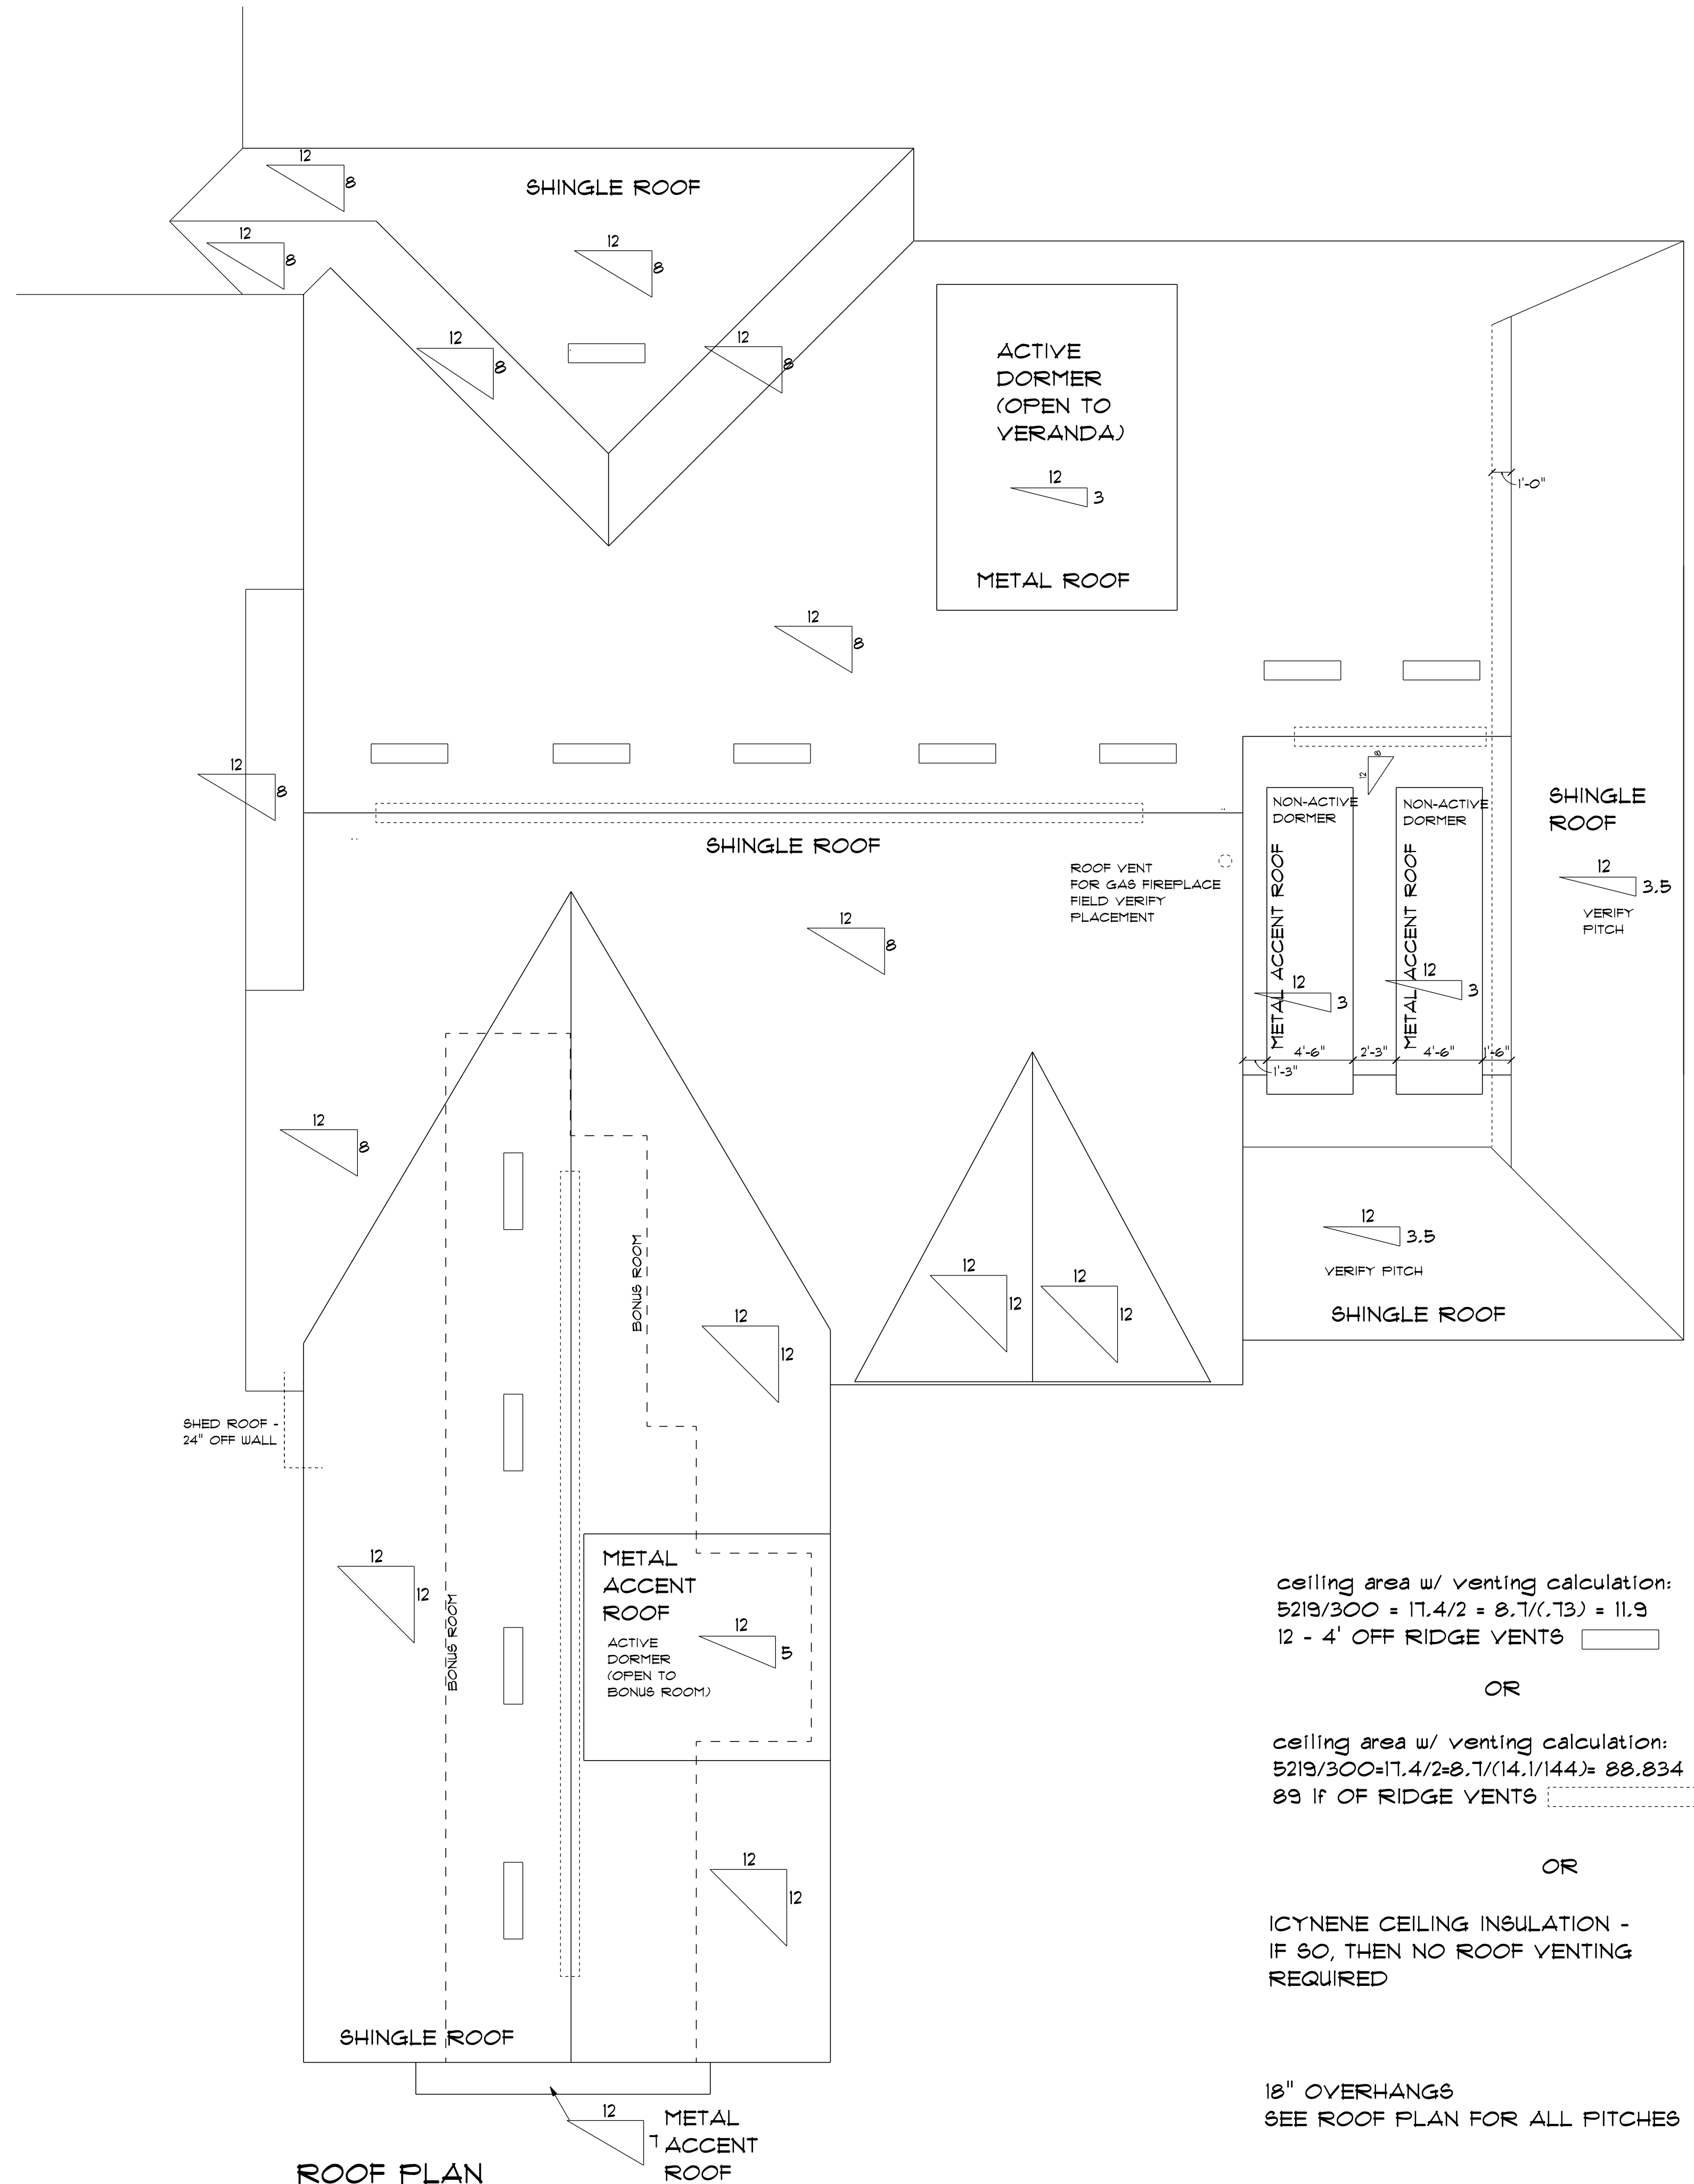 12
8
SHINGLE ROOF
12
8
12
8
12
8
12
8
ACTIVE
DORMER
(OPEN TO
VERANDA)
12
3
METAL ROOF
1'-0"
12
8
12
8
8
12
NON-ACTIVE
DORMER
NON-ACTIVE
DORMER
METAL ACCENT ROOF
METAL ACCENT ROOF
SHINGLE
ROOF
12
3.5
VERIFY
PITCH
SHINGLE ROOF
ROOF VENT
FOR GAS FIREPLACE
FIELD VERIFY
PLACEMENT
12
8
12
3
12
3
4'-6"
2'-3"
4'-6"
1'-6"
1'-3"
12
8
BONUS ROOM
12
3.5
VERIFY PITCH
SHINGLE ROOF
12
12
12
12
12
12
SHED ROOF -
24" OFF WALL
12
12
BONUS ROOM
METAL
ACCENT
ROOF
ACTIVE
DORMER
(OPEN TO
BONUS ROOM)
12
5
ceiling area w/ venting calculation:
5219/300 = 17.4/2 = 8.7/(.73) = 11.9
12 - 4' OFF RIDGE VENTS
OR
ceiling area w/ venting calculation:
5219/300=17.4/2=8.7/(14.1/144)= 88.834
89 lf OF RIDGE VENTS
OR
12
12
ICYNENE CEILING INSULATION -
IF SO, THEN NO ROOF VENTING
REQUIRED
SHINGLE ROOF
18" OVERHANGS
SEE ROOF PLAN FOR ALL PITCHES
12
7
METAL
ACCENT
ROOF
ROOF PLAN